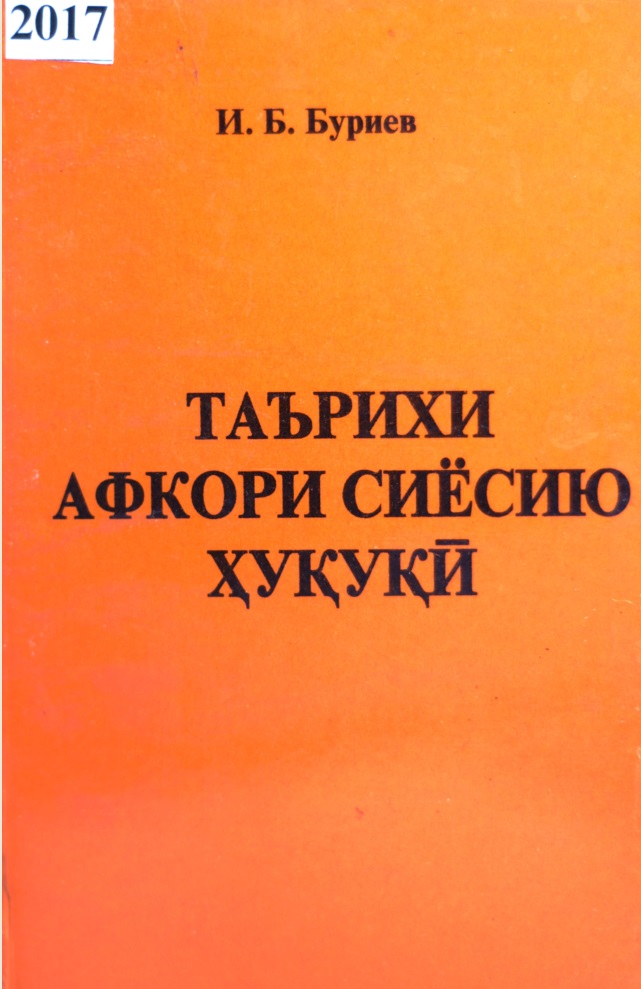 2017
И. Б. Буриев
ТАЪРИХИ
АФКОРИ СИЁСИЮ
ҲУҚУҚӢ